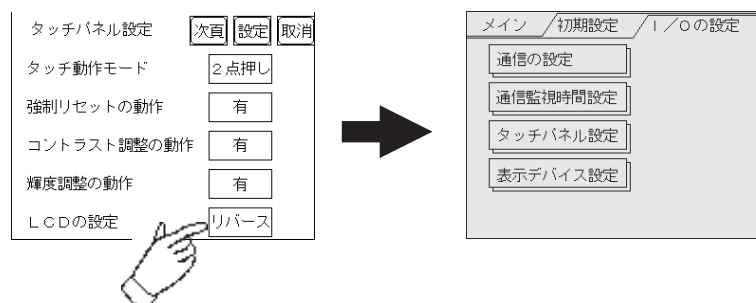 タッチパネル設定 次頁 設定 取消
タッチ動作モード 2点押し
強制リセットの動作 有
コントラスト調整の動作 有
輝度調整の動作 有
LCDの設定 リバース
メイン 初期設定 I/Oの設定
通信の設定
通信監視時間設定
タッチパネル設定
表示デバイス設定